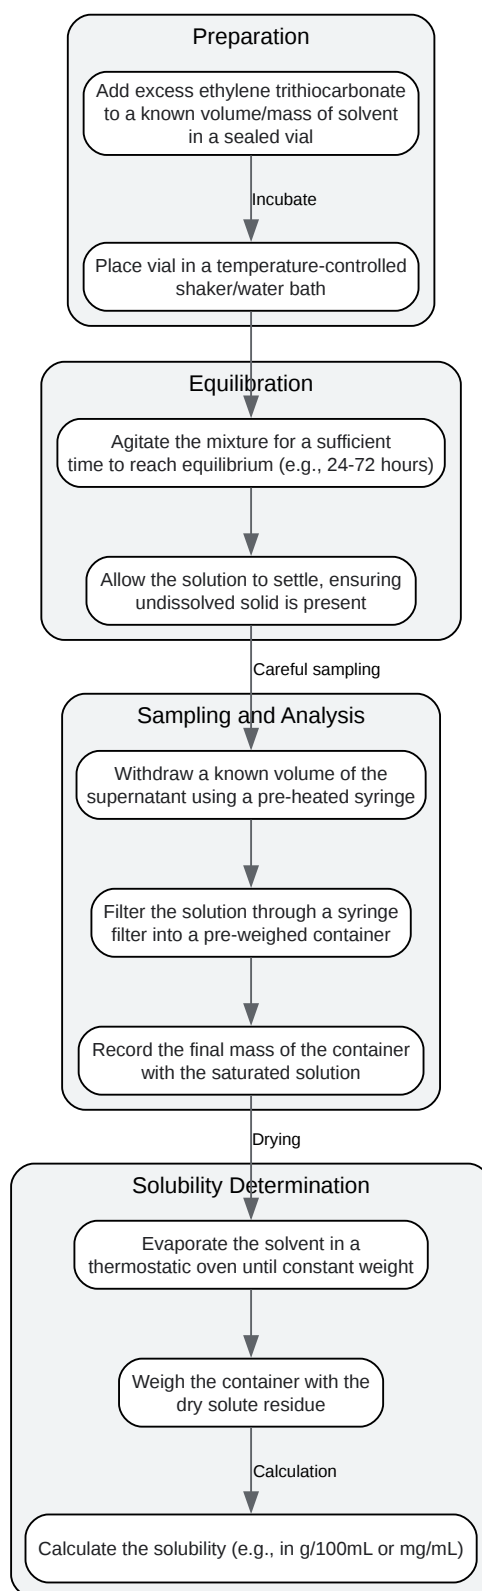 Preparation
Add excess ethylene trithiocarbonate
to a known volume/mass of solvent
in a sealed vial
Incubate
Place vial in a temperature-controlled
shaker/water bath
Equilibration
Agitate the mixture for a sufficient
time to reach equilibrium (e.g., 24-72 hours)
Allow the solution to settle, ensuring
undissolved solid is present
Careful sampling
Sampling and Analysis
Withdraw a known volume of the
supernatant using a pre-heated syringe
Filter the solution through a syringe
filter into a pre-weighed container
Record the final mass of the container
with the saturated solution
Drying
Solubility Determination
Evaporate the solvent in a
thermostatic oven until constant weight
Weigh the container with the
dry solute residue
Calculation
Calculate the solubility (e.g., in g/100mL or mg/mL)